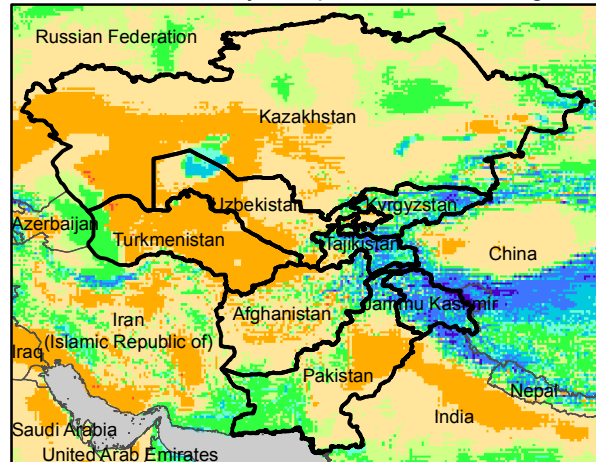 Russian Federation
Kazakhstan
Uzbekistan
Kyrgyzstan
Azerbaijan
Turkmenistan
Tajikistan
China
Jammu Kashmir
Afghanistan
Iran
(Islamic Republic of)
Iraq
Pakistan
Nepal
India
Saudi Arabia
United Arab Emirates